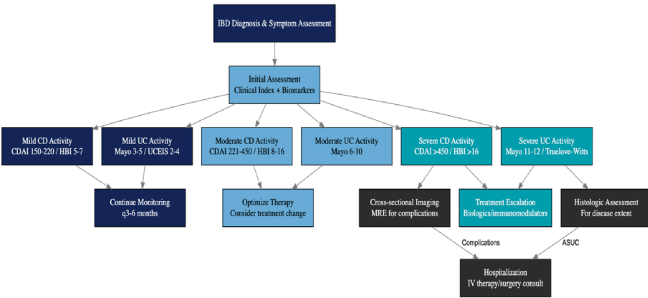 IBD Diagnosis & Symptom Assessment
Initial Assessment
Clinical Index + Biomarkers
Mild CD Activity
CDAI 150-220 / HBI 5-7
Mild UC Activity
Mayo 3-5 / UCEIS 2-4
Moderate CD Activity
CDAI 221-450 / HBI 8-16
Moderate UC Activity
Mayo 6-10
Severe CD Activity
CDAI >450 / HBI >16
Severe UC Activity
Mayo 11-12 / Truelove-Witts
Continue Monitoring
q3-6 months
Optimize Therapy
Consider treatment change
Cross-sectional Imaging
MRE for complications
Treatment Escalation
Biologics/immunomodulators
Histologic Assessment
For disease extent
Complications
ASUC
Hospitalization
IV therapy/surgery consult